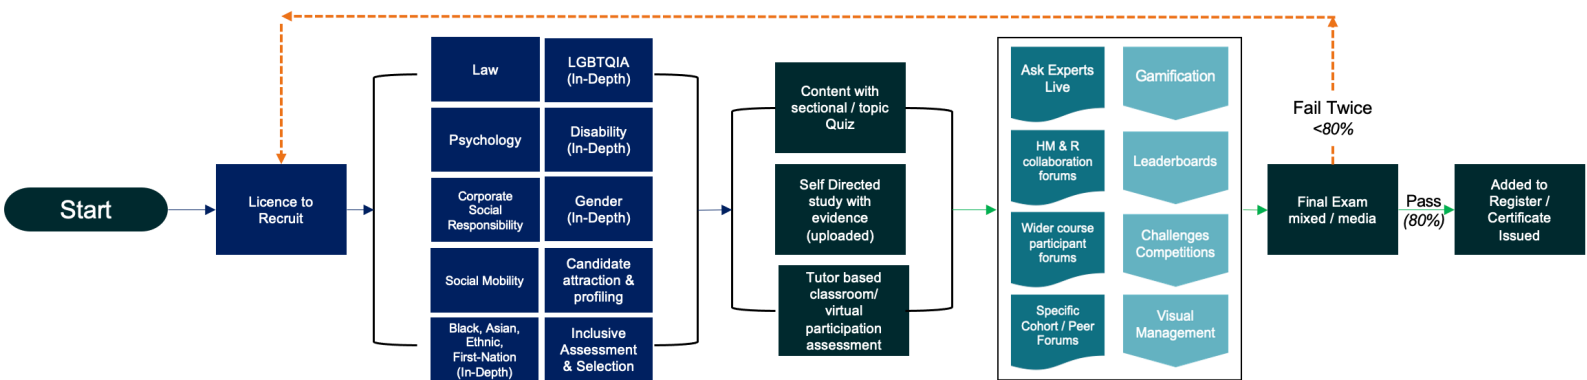 Start
Licence to
Recruit
Law
LGBTQIA
(In-Depth)
Psychology
Disability
(In-Depth)
Corporate
Social
Responsibility
Gender
(In-Depth)
Social Mobility
Candidate
attraction &
profiling
Black, Asian,
Ethnic,
First-Nation
(In-Depth)
Inclusive
Assessment
& Selection
Content with
sectional / topic
Quiz
Self Directed
study with
evidence
(uploaded)
Tutor based
classroom/
virtual
participation
assessment
Ask Experts
Live
Gamification
HM & R
collaboration
forums
Leaderboards
Wider course
participant
forums
Challenges
Competitions
Specific
Cohort / Peer
Forums
Visual
Management
Fail Twice
<80%
Final Exam
mixed / media
Pass
(80%)
Added to
Register /
Certificate
Issued